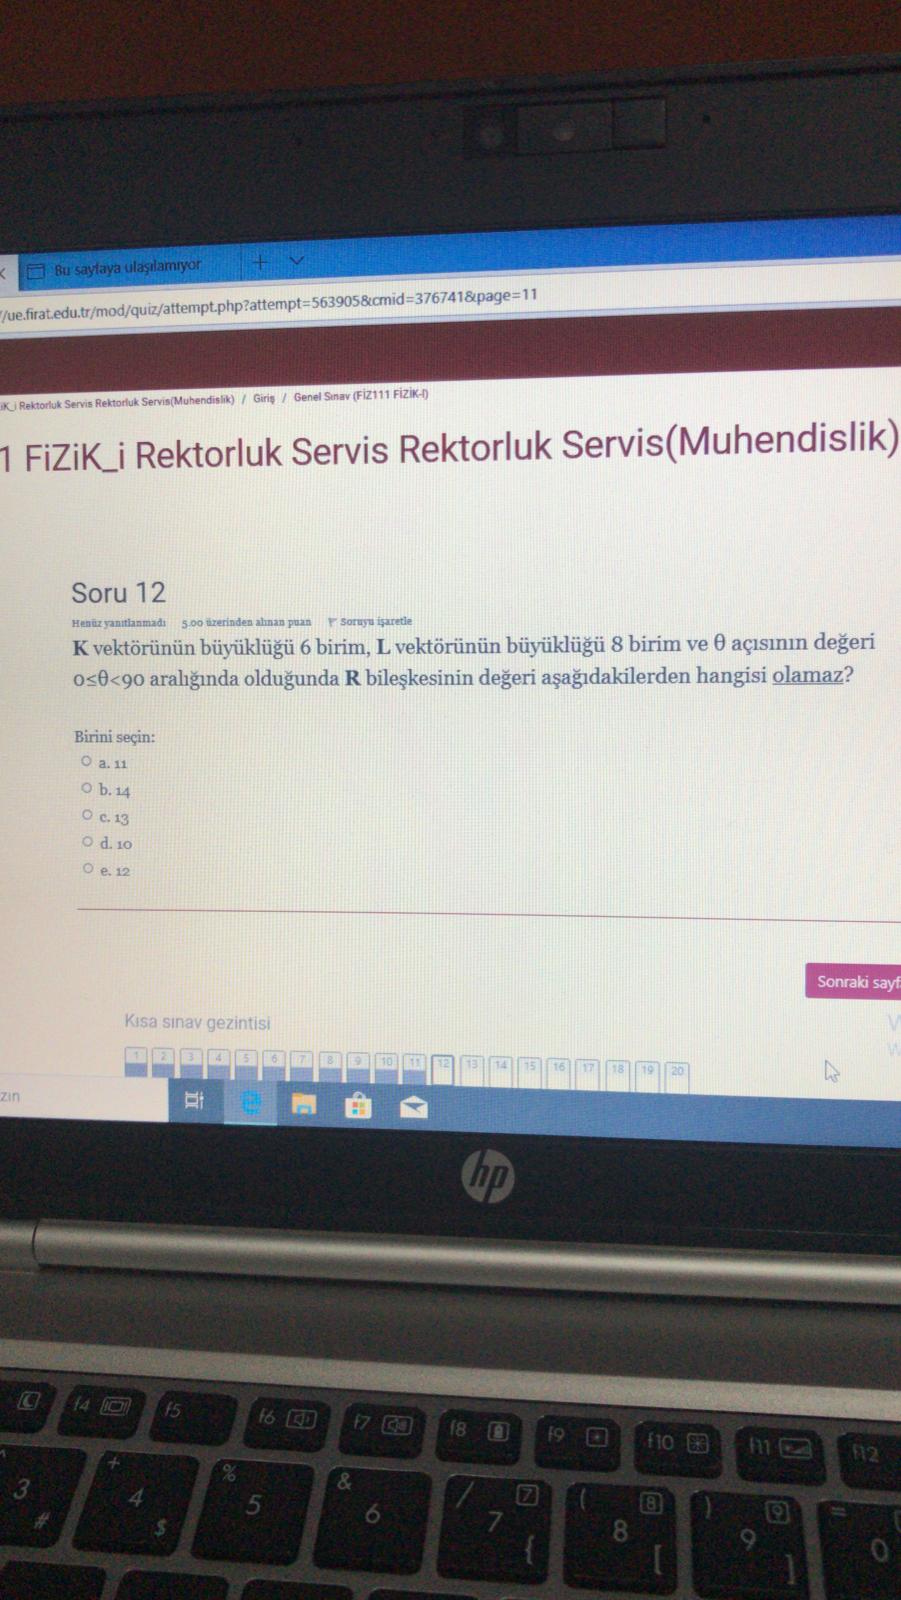 Bu sayfaya ulaşılamıyor
//ue.firat.edu.tr/mod/quiz/attempt.php?attempt=563905&cmid=376741&page=11
iK_i Rektorluk Servis Rektorluk Servis(Muhendislik) / Giriş / Genel Sınav (FİZ111 FİZİK-I)
1 FiZiK_i Rektorluk Servis Rektorluk Servis(Muhendislik)
Soru 12
Henüz yanıtlanmadı 5.00 üzerinden alınan puan Soruyu işaretle
K vektörünün büyüklüğü 6 birim, L vektörünün büyüklüğü 8 birim ve θ açısının değeri
0≤θ<90 aralığında olduğunda R bileşkesinin değeri aşağıdakilerden hangisi olamaz?
Birini seçin:
a. 11
b. 14
c. 13
d. 10
e. 12
Sonraki sayf
Kısa sınav gezintisi
1 2 3 4 5 6 7 8 9 10 11 12 13 14 15 16 17 18 19 20
zın
hp
f4 f5 f6 f7 f8 f9 f10 f11 f12
3 # + 4 $ % 5 & 6 / 7 7 { ( 8 8 [ ) 9 9 ] = 0